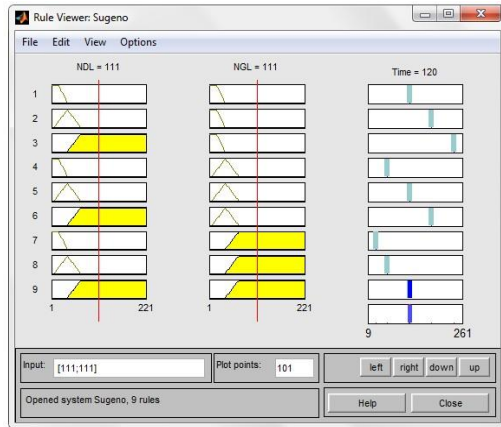 Rule Viewer: Sugeno
File Edit View Options
NDL = 111 NGL = 111 Time = 120
1
2
3
4
5
6
7
8
9
1 221 1 221
9 261
Input: [111;111] Plot points: 101 left right down up
Opened system Sugeno, 9 rules Help Close